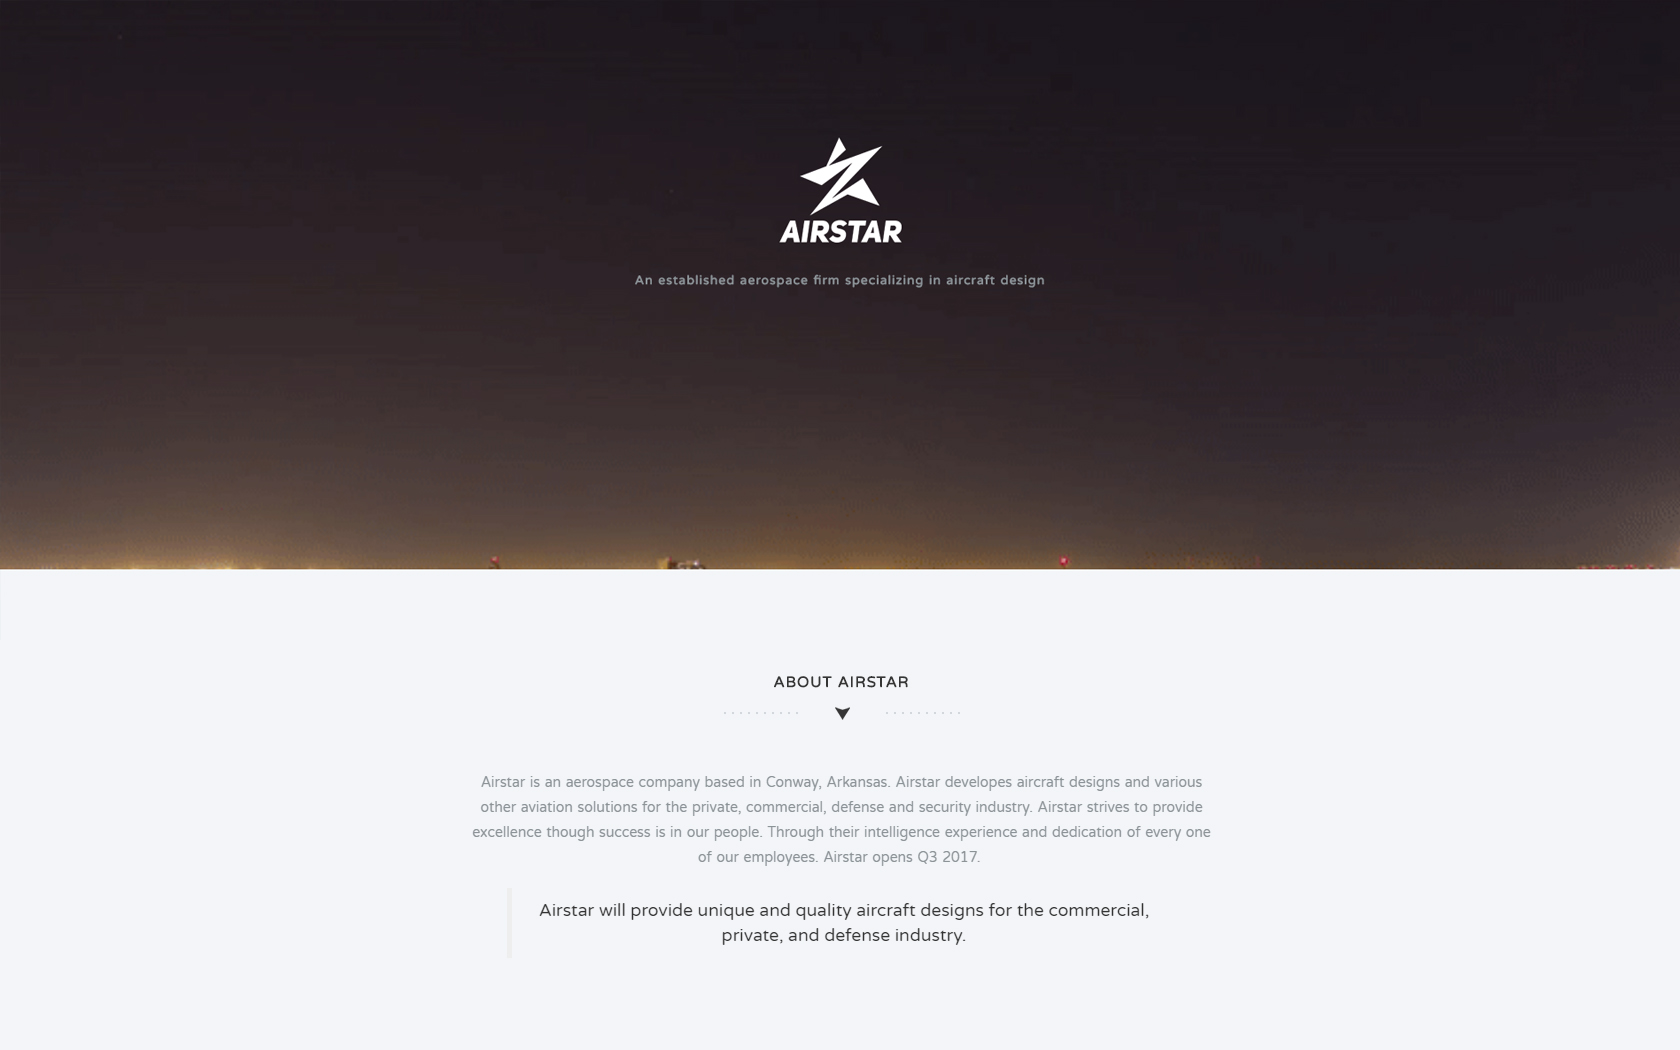 AIRSTAR
An established aerospace firm specializing in aircraft design
ABOUT AIRSTAR
Airstar is an aerospace company based in Conway, Arkansas. Airstar developes aircraft designs and various
other aviation solutions for the private, commercial, defense and security industry. Airstar strives to provide
excellence though success is in our people. Through their intelligence experience and dedication of every one
of our employees. Airstar opens Q3 2017.
Airstar will provide unique and quality aircraft designs for the commercial,
private, and defense industry.